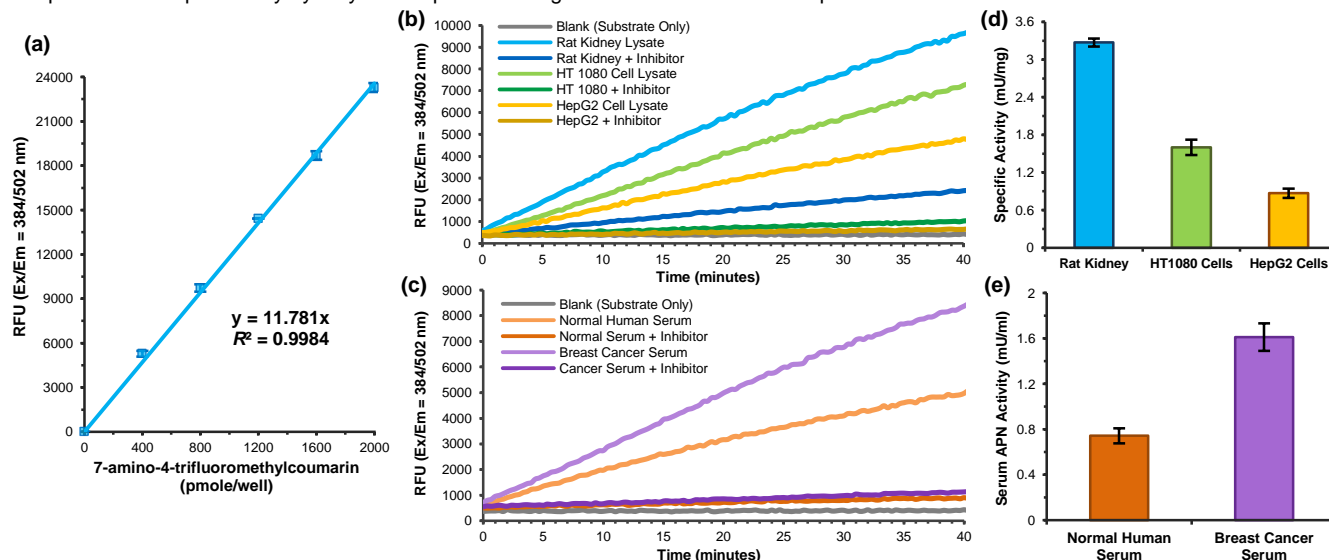 (a)
24000
21000
18000
15000
12000
9000
6000
3000
0
RFU (Ex/Em = 384/502 nm)
y = 11.781x
R² = 0.9984
0 400 800 1200 1600 2000
7-amino-4-trifluoromethylcoumarin
(pmole/well)
(b)
10000
9000
8000
7000
6000
5000
4000
3000
2000
1000
0
RFU (Ex/Em = 384/502 nm)
Blank (Substrate Only)
Rat Kidney Lysate
Rat Kidney + Inhibitor
HT 1080 Cell Lysate
HT 1080 + Inhibitor
HepG2 Cell Lysate
HepG2 + Inhibitor
0 5 10 15 20 25 30 35 40
Time (minutes)
(c)
9000
8000
7000
6000
5000
4000
3000
2000
1000
0
RFU (Ex/Em = 384/502 nm)
Blank (Substrate Only)
Normal Human Serum
Normal Serum + Inhibitor
Breast Cancer Serum
Cancer Serum + Inhibitor
0 5 10 15 20 25 30 35 40
Time (minutes)
(d)
3.6
3
2.4
1.8
1.2
0.6
0
Specific Activity (mU/mg)
Rat Kidney HT1080 Cells HepG2 Cells
(e)
2
1.6
1.2
0.8
0.4
0
Serum APN Activity (mU/ml)
Normal Human
Serum
Breast Cancer
Serum